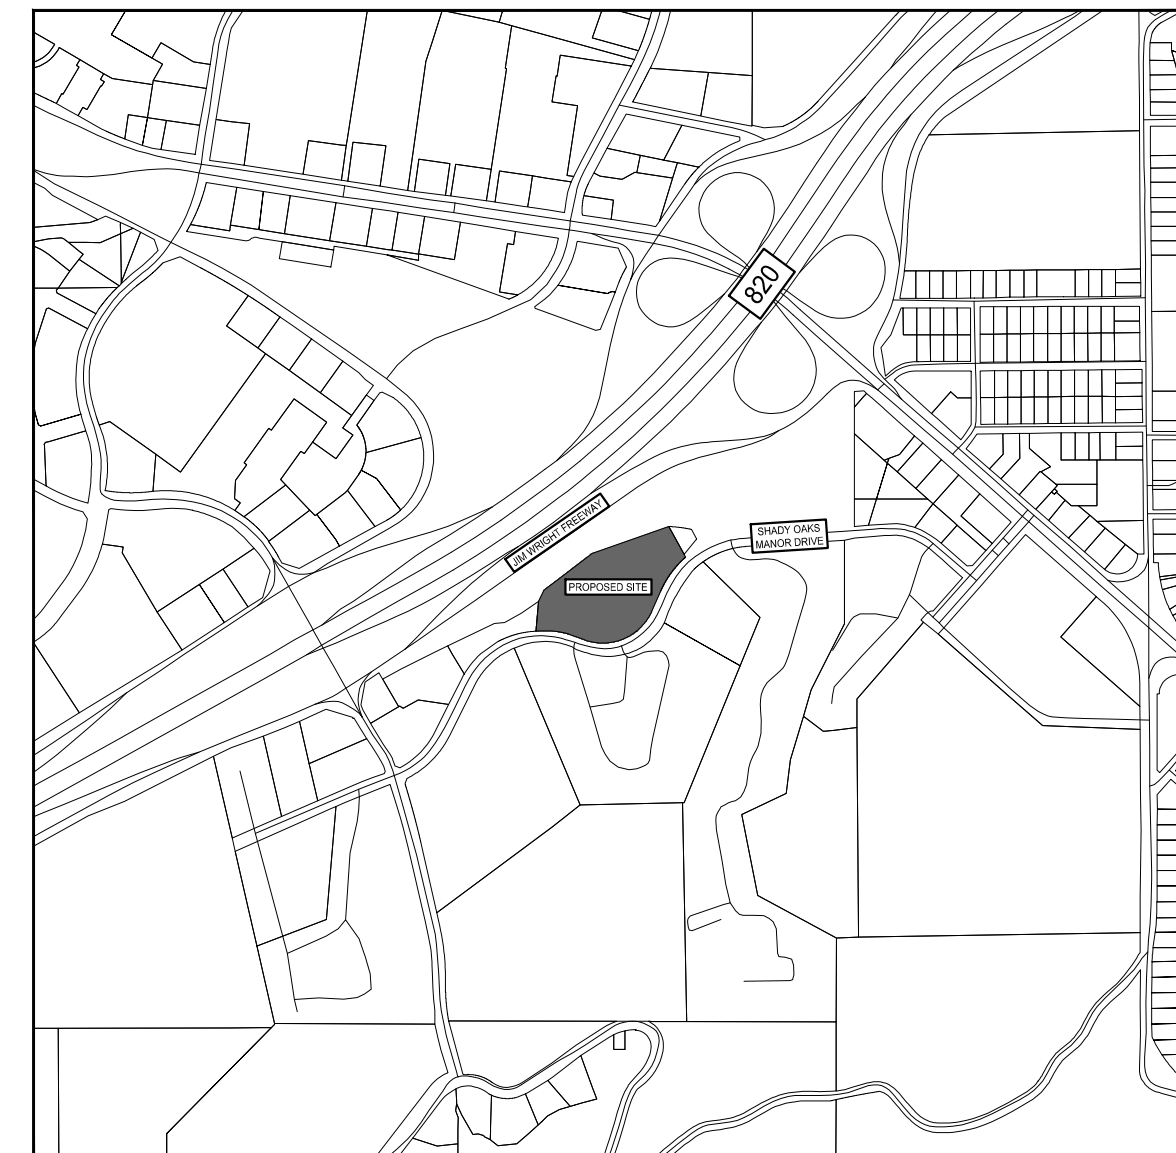 820
JIM WRIGHT FREEWAY
SHADY OAKS
MANOR DRIVE
PROPOSED SITE